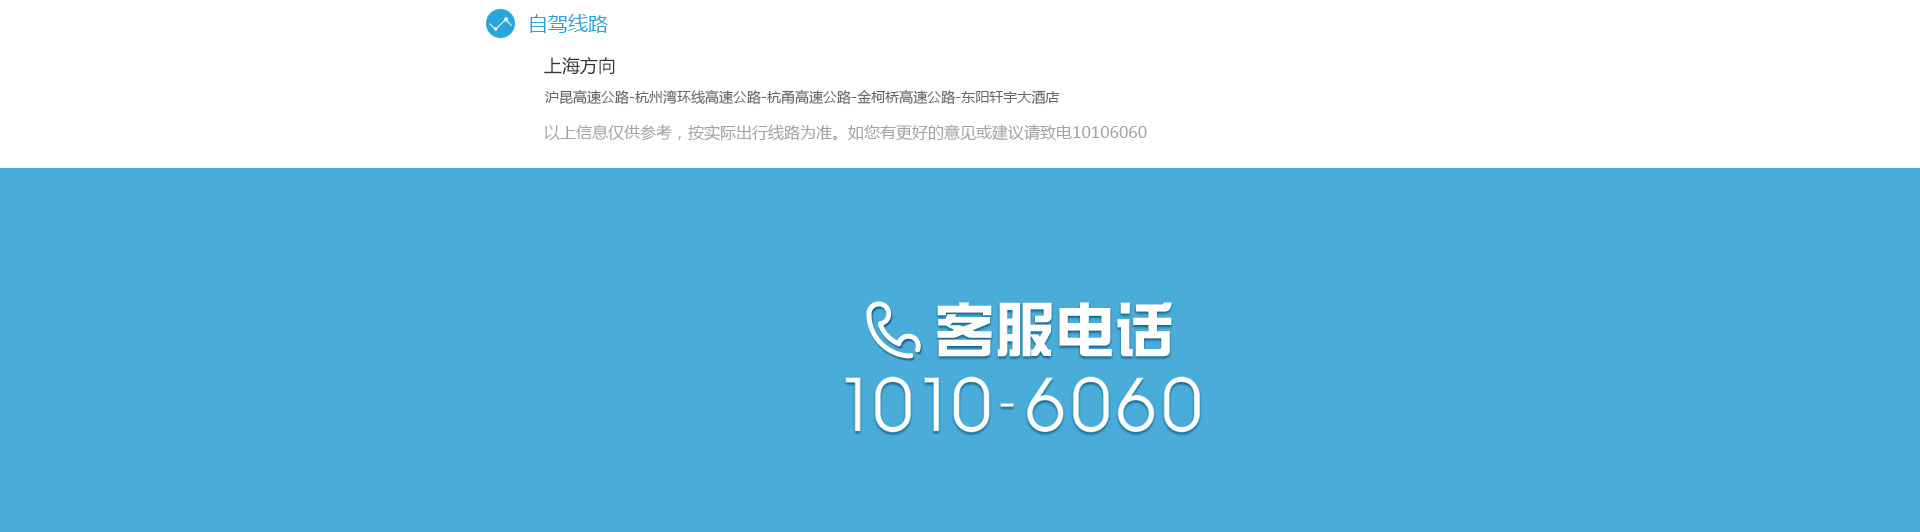 自驾线路
上海方向
沪昆高速公路-杭州湾环线高速公路-杭甬高速公路-金柯桥高速公路-东阳轩宇大酒店
以上信息仅供参考，按实际出行线路为准。如您有更好的意见或建议请致电10106060
客服电话
1010-6060